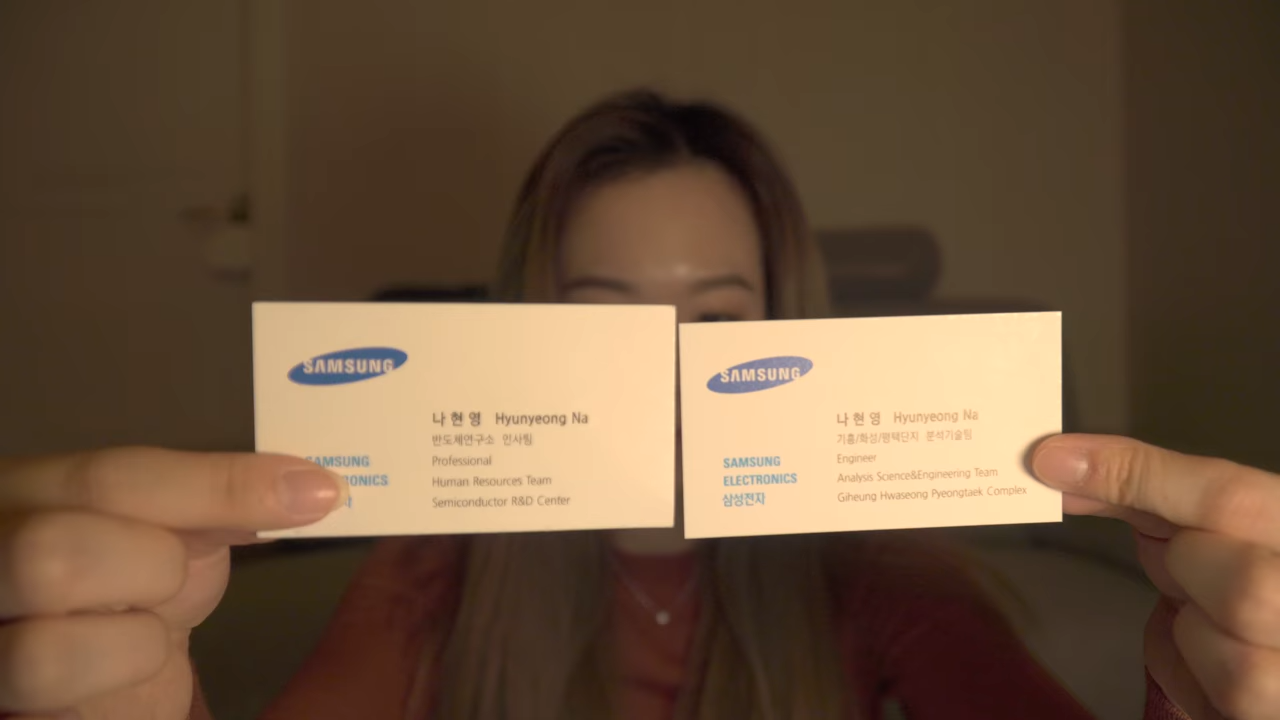 SAMSUNG
나 현 영 Hyunyeong Na
반도체연구소 인사팀
Professional
Human Resources Team
Semiconductor R&D Center
SAMSUNG
SAMSUNG
나 현 영 Hyunyeong Na
기흥/화성/평택단지 분석기술팀
Engineer
Analysis Science&Engineering Team
Giheung Hwaseong Pyeongtaek Complex
SAMSUNG
ELECTRONICS
삼성전자